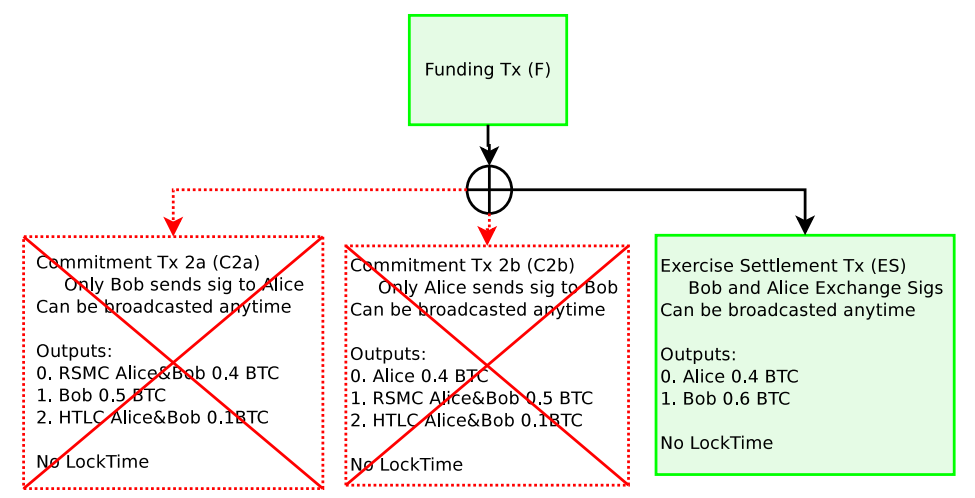 Funding Tx (F)
Commitment Tx 2a (C2a)
Only Bob sends sig to Alice
Can be broadcasted anytime
Outputs:
0. RSMC Alice&Bob 0.4 BTC
1. Bob 0.5 BTC
2. HTLC Alice&Bob 0.1BTC
No LockTime
Commitment Tx 2b (C2b)
Only Alice sends sig to Bob
Can be broadcasted anytime
Outputs:
0. Alice 0.4 BTC
1. RSMC Alice&Bob 0.5 BTC
2. HTLC Alice&Bob 0.1BTC
No LockTime
Exercise Settlement Tx (ES)
Bob and Alice Exchange Sigs
Can be broadcasted anytime
Outputs:
0. Alice 0.4 BTC
1. Bob 0.6 BTC
No LockTime